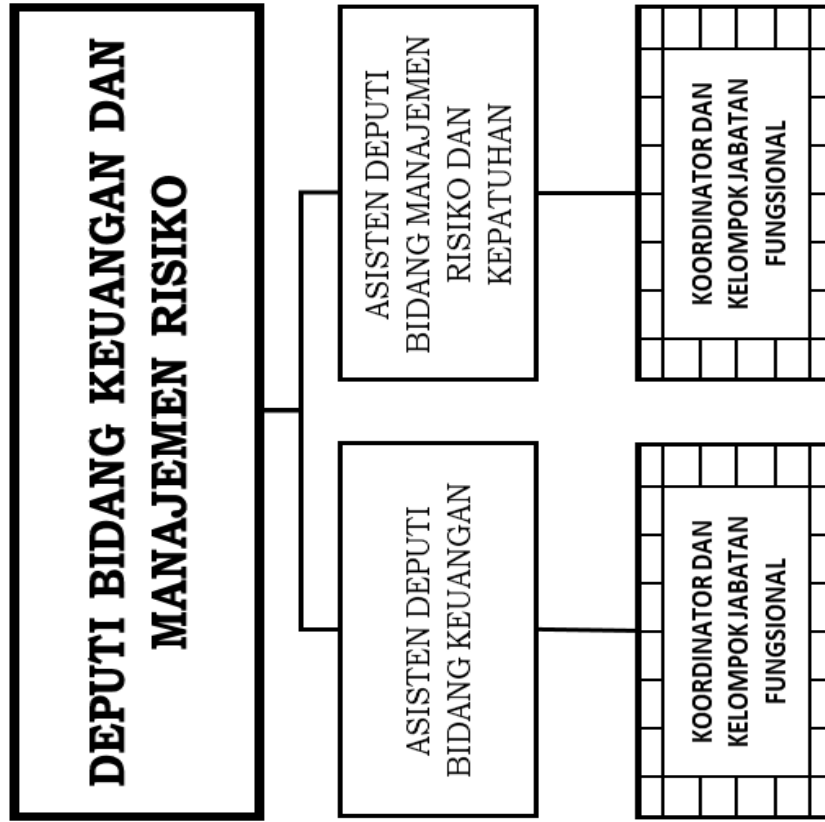 DEPUTI BIDANG KEUANGAN DAN
MANAJEMEN RISIKO
ASISTEN DEPUTI
BIDANG KEUANGAN
ASISTEN DEPUTI
BIDANG MANAJEMEN
RISIKO DAN
KEPATUHAN
KOORDINATOR DAN
KELOMPOK JABATAN
FUNGSIONAL
KOORDINATOR DAN
KELOMPOK JABATAN
FUNGSIONAL